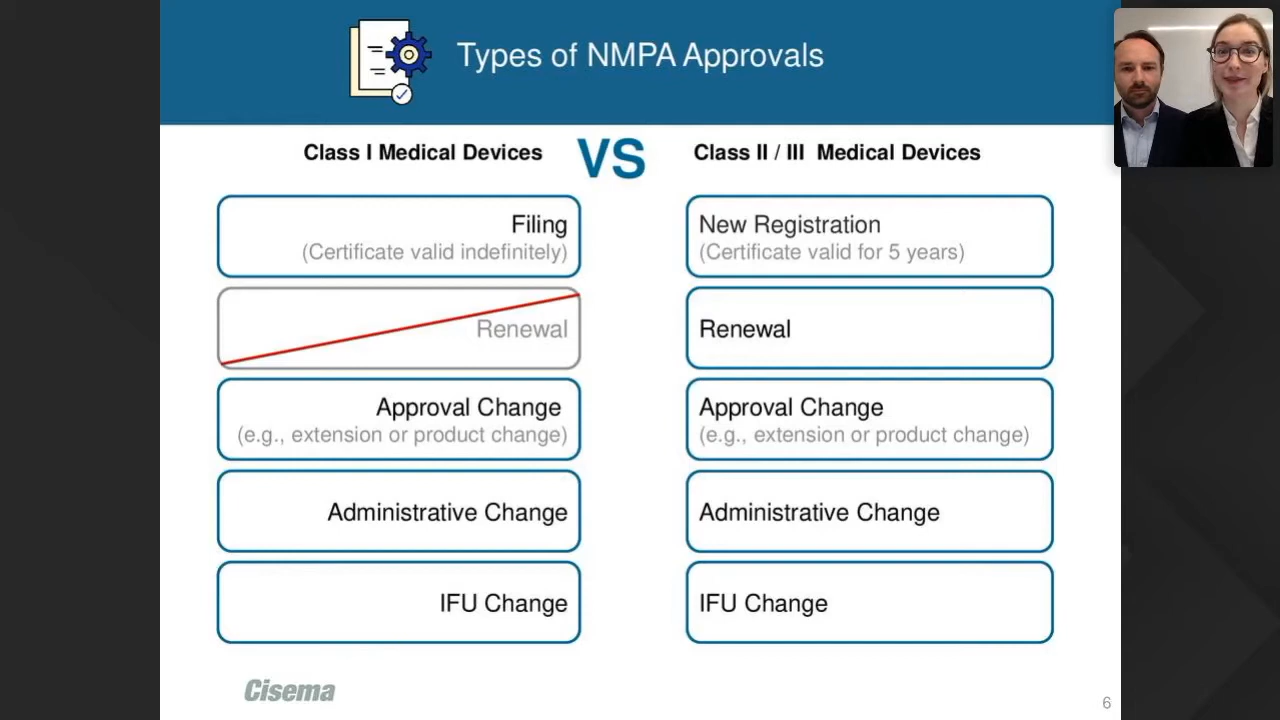 Types of NMPA Approvals
Class I Medical Devices
VS
Class II / III Medical Devices
Filing
(Certificate valid indefinitely)
New Registration
(Certificate valid for 5 years)
Renewal
Renewal
Approval Change
(e.g., extension or product change)
Approval Change
(e.g., extension or product change)
Administrative Change
Administrative Change
IFU Change
IFU Change
Cisema
6